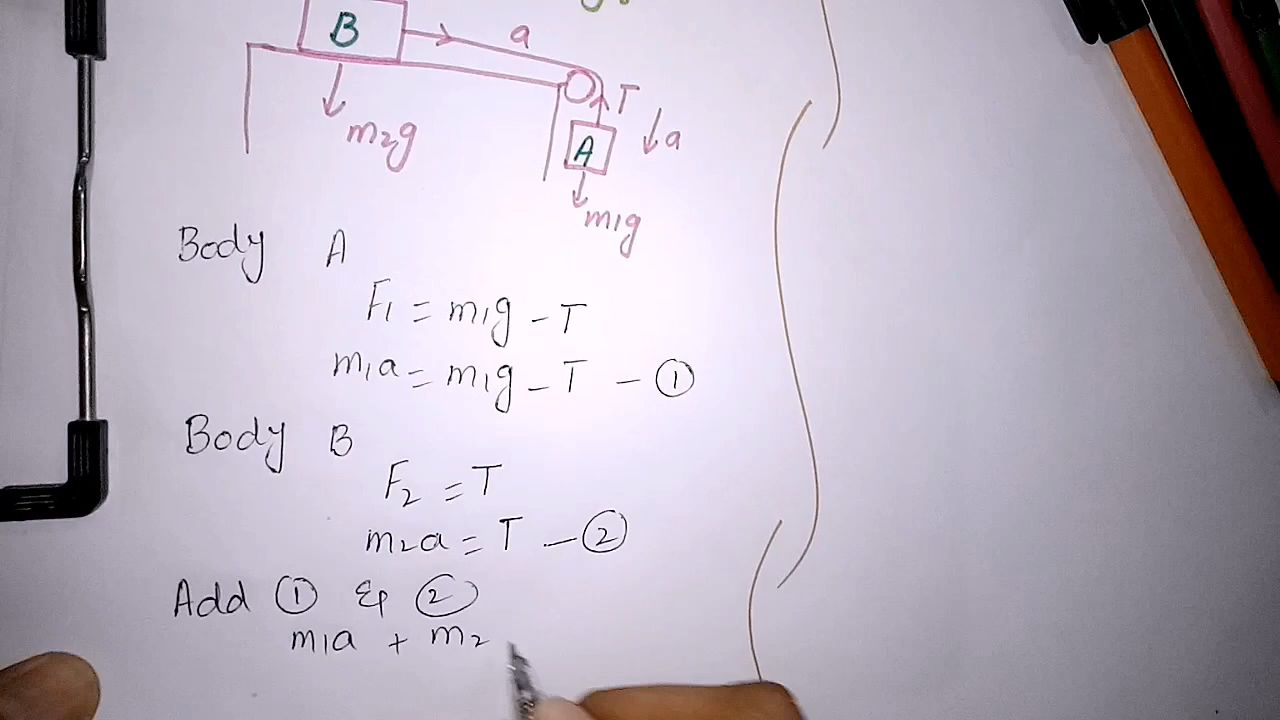 B
a
T
m₂g
A
a
m₁g
Body A
F₁ = m₁g - T
m₁a = m₁g - T - ①
Body B
F₂ = T
m₂a = T - ②
Add ① & ②
m₁a + m₂